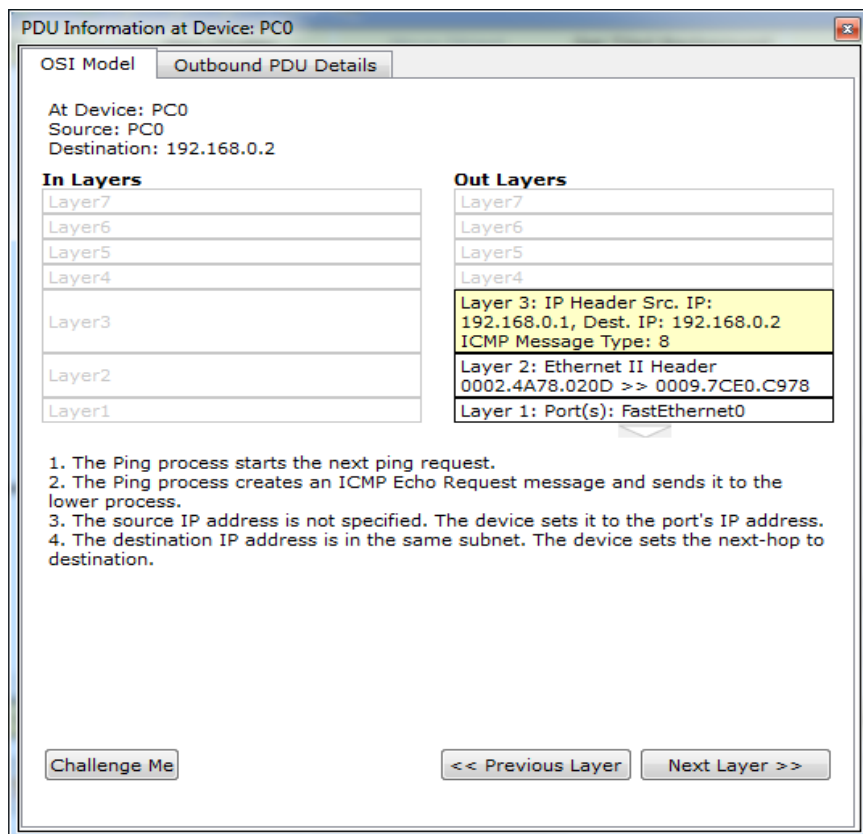 PDU Information at Device: PC0
OSI Model
Outbound PDU Details
At Device: PC0
Source: PC0
Destination: 192.168.0.2
In Layers
Layer7
Layer6
Layer5
Layer4
Layer3
Layer2
Layer1
Out Layers
Layer7
Layer6
Layer5
Layer4
Layer 3: IP Header Src. IP:
192.168.0.1, Dest. IP: 192.168.0.2
ICMP Message Type: 8
Layer 2: Ethernet II Header
0002.4A78.020D >> 0009.7CE0.C978
Layer 1: Port(s): FastEthernet0
1. The Ping process starts the next ping request.
2. The Ping process creates an ICMP Echo Request message and sends it to the
lower process.
3. The source IP address is not specified. The device sets it to the port's IP address.
4. The destination IP address is in the same subnet. The device sets the next-hop to
destination.
Challenge Me
<< Previous Layer
Next Layer >>